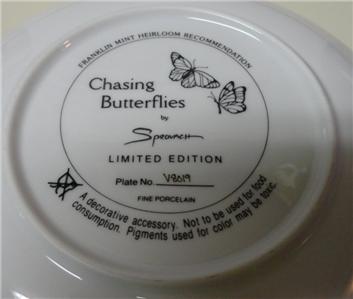 FRANKLIN MINT HEIRLOOM RECOMMENDATION
Chasing
Butterflies
by
LIMITED EDITION
Plate No. V8019
FINE PORCELAIN
A decorative accessory. Not to be used for food
consumption. Pigments used for color may be toxic.